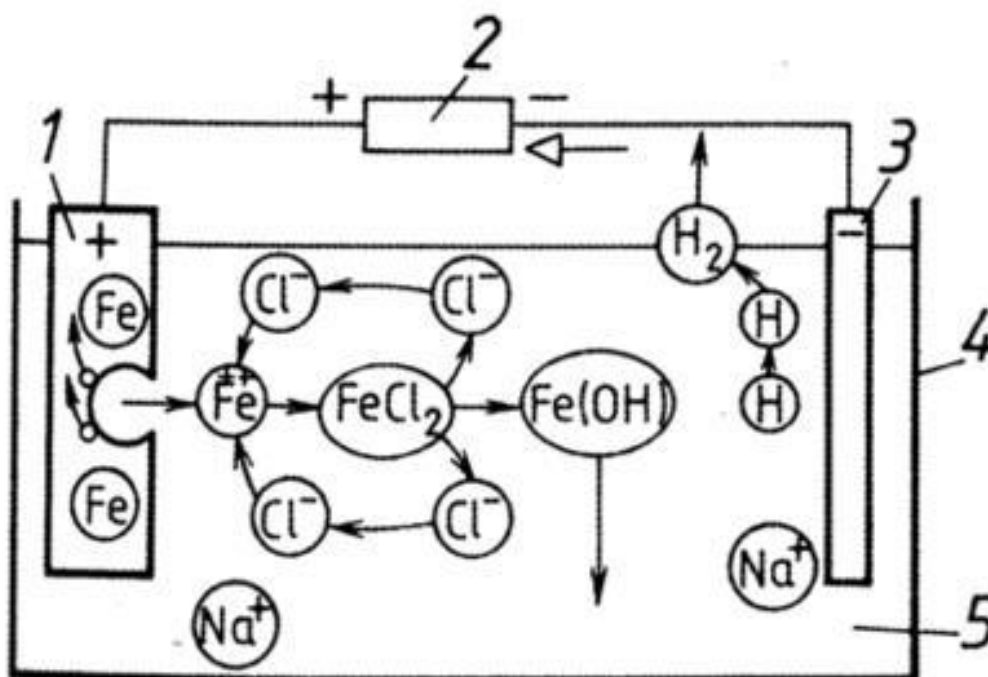 2
+ −
1 3
+ −
H₂
Cl⁻ Cl⁻
Fe H
4
Fe⁺⁺ FeCl₂ Fe(OH) H
Fe Cl⁻ Cl⁻
Na⁺
Na⁺ 5